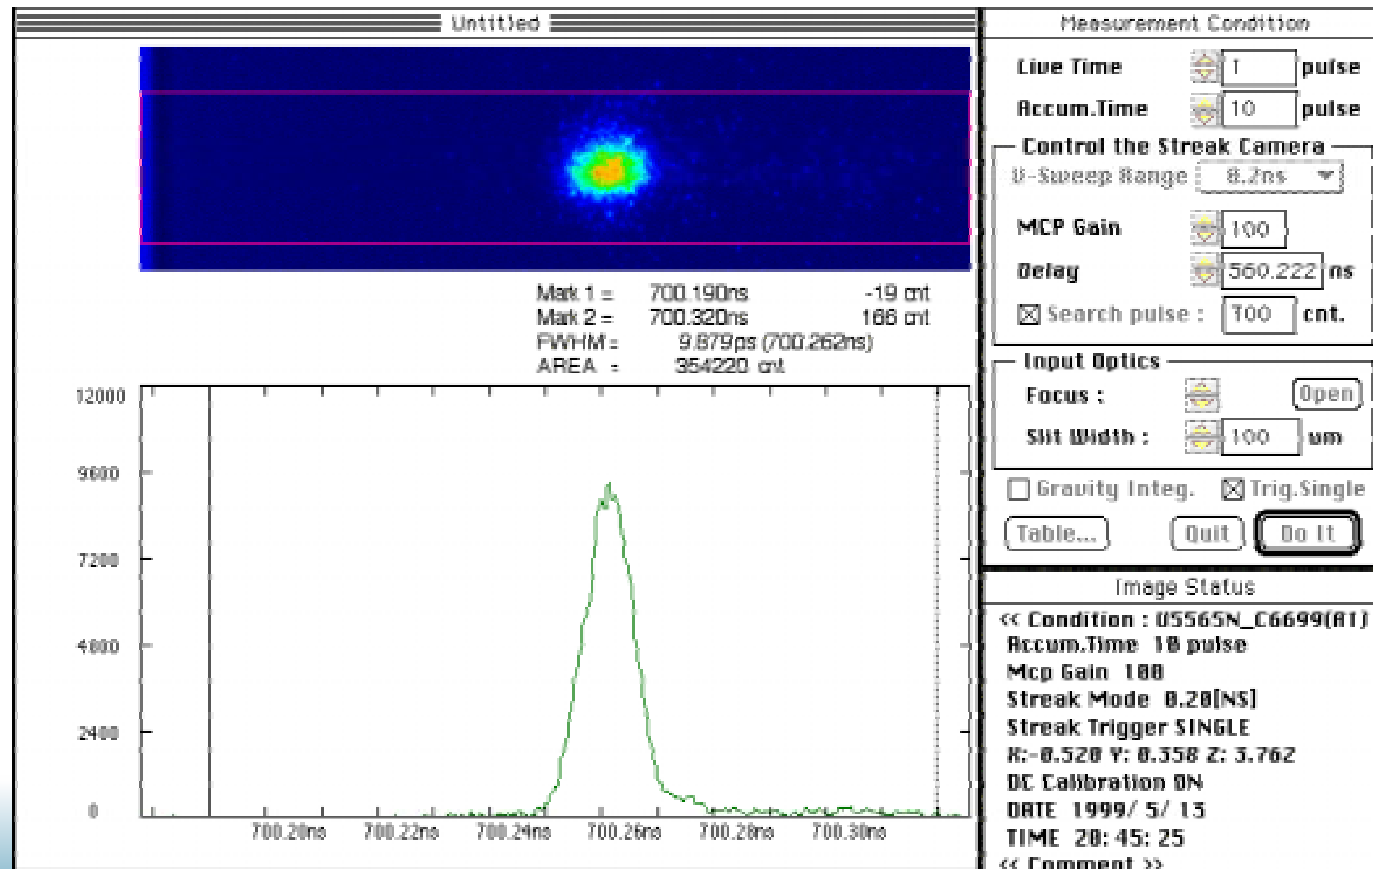 Untitled
Mark 1 = 700.190ns -19 cnt
Mark 2 = 700.320ns 166 cnt
FWHM = 9.879ps (700.262ns)
AREA = 354220 cnt
12000
9600
7200
4800
2400
0
700.20ns 700.22ns 700.24ns 700.26ns 700.28ns 700.30ns
Measurement Condition
Live Time 1 pulse
Accum.Time 10 pulse
Control the Streak Camera
Sweep Range 0.2ns
MCP Gain 100
Delay 560.222 ns
Search pulse : 700 cnt.
Input Optics
Focus : Open
Slit Width : 100 um
Gravity Integ. Trig.Single
Table... Quit Do It
Image Status
<< Condition :
Accum.Time 10 pulse
Mcp Gain 100
Streak Mode 0.20[NS]
Streak Trigger SINGLE
X:-0.520 Y: 0.358 Z: 3.762
DC Calibration ON
DATE 1999/ 5/ 13
TIME 20: 45: 25
<< Comment >>